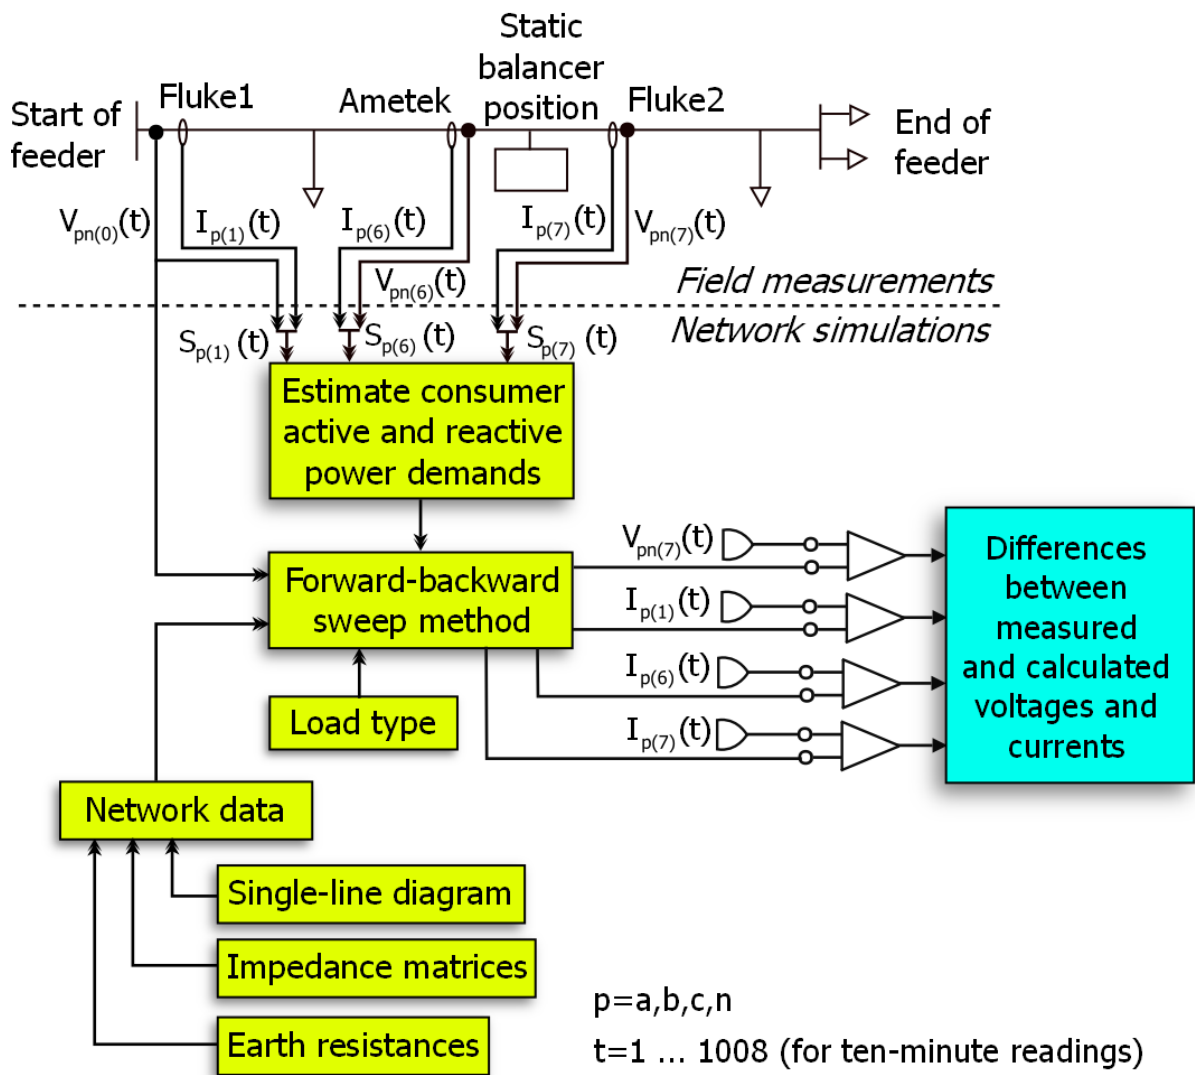 Static
balancer
position
Fluke1
Ametek
Fluke2
Start of
feeder
End of
feeder
Vpn(0)(t)
Ip(1)(t)
Ip(6)(t)
Ip(7)(t)
Vpn(7)(t)
Vpn(6)(t)
Field measurements
Network simulations
Sp(1) (t)
Sp(6) (t)
Sp(7) (t)
Estimate consumer
active and reactive
power demands
Forward-backward
sweep method
Load type
Vpn(7)(t)
Ip(1)(t)
Ip(6)(t)
Ip(7)(t)
Differences
between
measured
and calculated
voltages and
currents
Network data
Single-line diagram
Impedance matrices
Earth resistances
p=a,b,c,n
t=1 ... 1008 (for ten-minute readings)